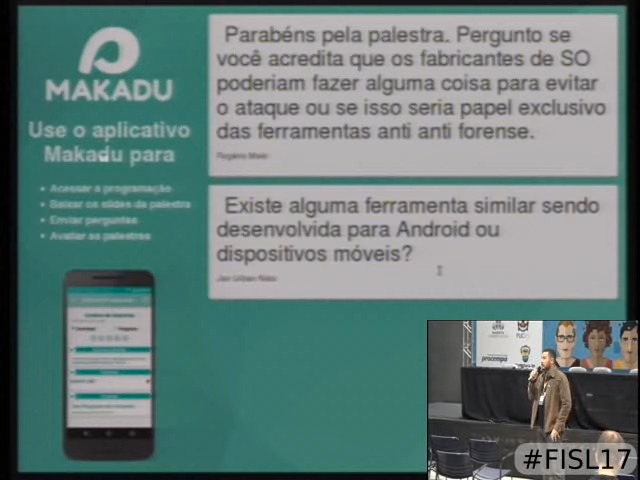 MAKADU
Use o aplicativo
Makadu para
• Acessar a programação
• Baixar os slides da palestra
• Enviar perguntas
• Avaliar as palestras
Parabéns pela palestra. Pergunto se
você acredita que os fabricantes de SO
poderiam fazer alguma coisa para evitar
o ataque ou se isso seria papel exclusivo
das ferramentas anti anti forense.
Existe alguma ferramenta similar sendo
desenvolvida para Android ou
dispositivos móveis?
procempa
#FISL17